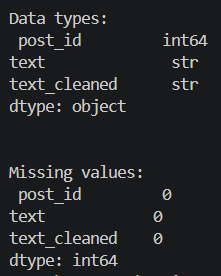 Data types:
 post_id          int64
text               str
text_cleaned       str
dtype: object
Missing values:
 post_id         0
text            0
text_cleaned    0
dtype: int64